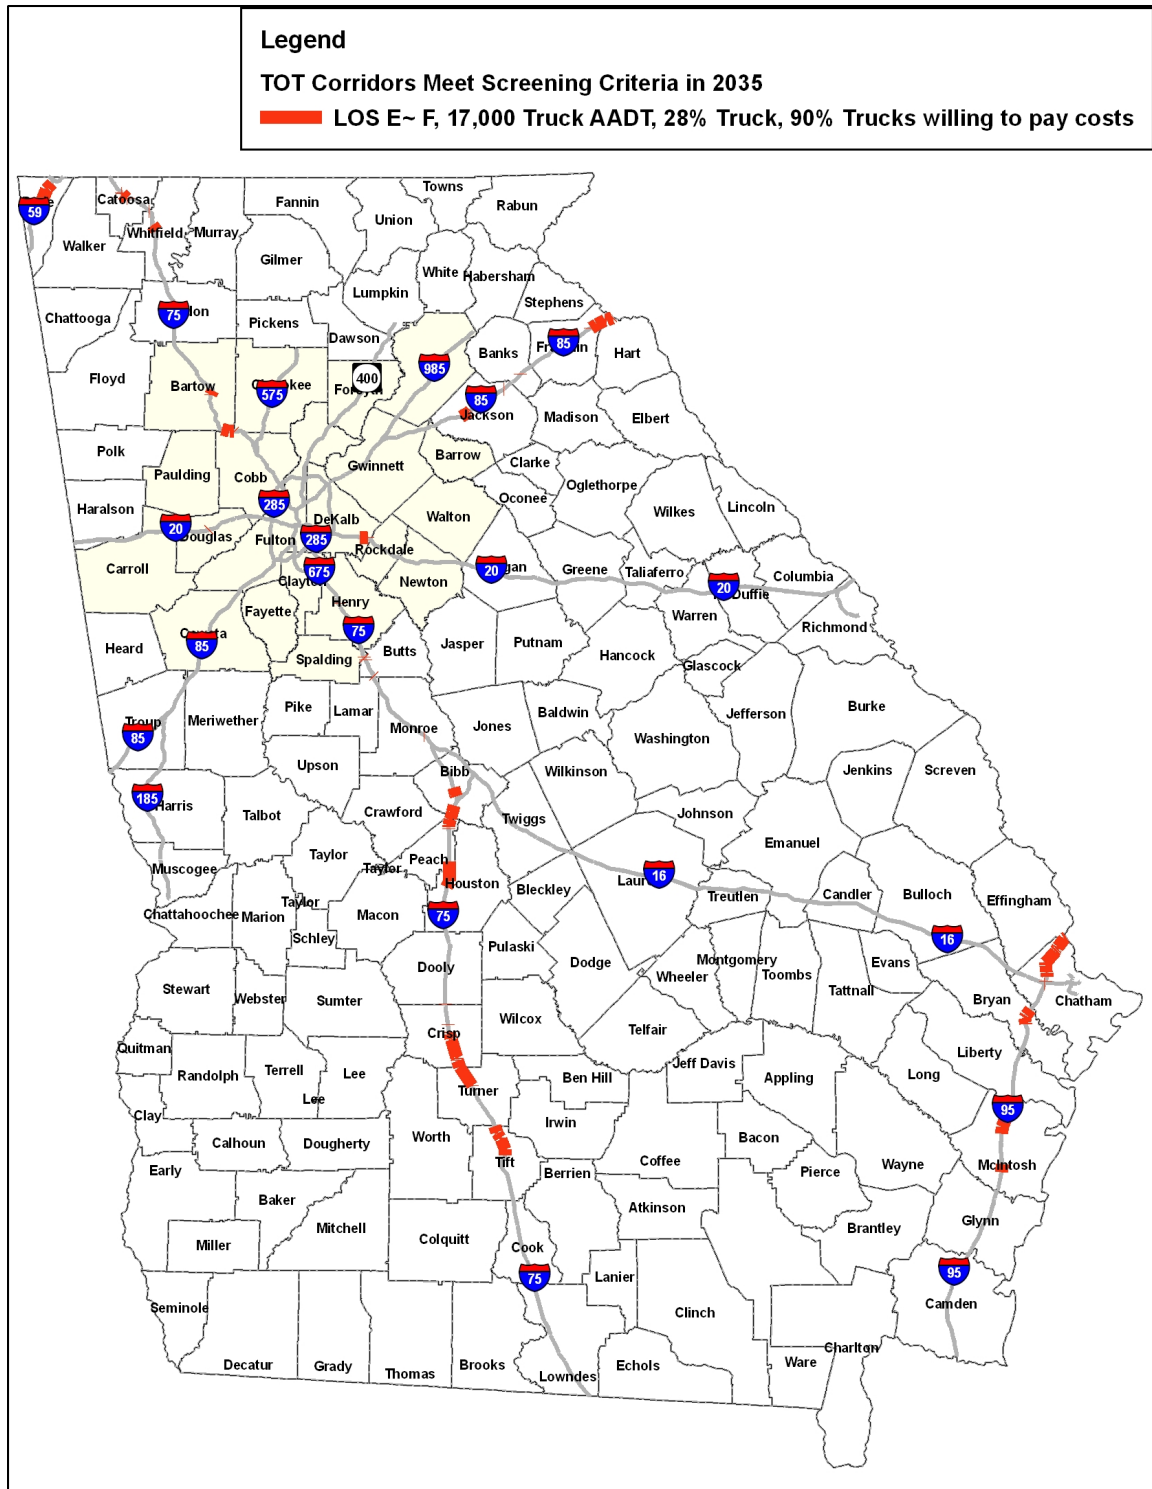 Legend
TOT Corridors Meet Screening Criteria in 2035
LOS E~ F, 17,000 Truck AADT, 28% Truck, 90% Trucks willing to pay costs
Towns
Catoosa
Fannin
Union
Rabun
59
Whitfield
Murray
Walker
Gilmer
White
Habersham
Lumpkin
Stephens
Chattooga
75
Pickens
Dawson
Banks
85
Hart
Floyd
Bartow
575
400
985
85
Jackson
Madison
Elbert
Polk
Paulding
Cobb
Gwinnett
Barrow
Clarke
Oglethorpe
Haralson
285
Oconee
Wilkes
Lincoln
20
Douglas
Fulton
DeKalb
285
Walton
Rockdale
Carroll
675
Clayton
Newton
20
Greene
Taliaferro
20
Columbia
Henry
Fayette
Warren
Richmond
Heard
85
75
Spalding
Butts
Jasper
Putnam
Hancock
Glascock
Troup
85
Meriwether
Pike
Lamar
Monroe
Jones
Baldwin
Washington
Jefferson
Burke
Upson
Bibb
Wilkinson
Jenkins
Screven
185
Harris
Talbot
Crawford
Twiggs
Johnson
Emanuel
Muscogee
Taylor
Taylor
Peach
Houston
Bleckley
16
Treutlen
Candler
Bulloch
Effingham
Chattahoochee
Marion
Taylor
Macon
75
Schley
Pulaski
16
Dooly
Dodge
Montgomery
Wheeler
Toombs
Evans
Tattnall
Stewart
Webster
Sumter
Wilcox
Bryan
Chatham
Crisp
Telfair
Quitman
Randolph
Terrell
Lee
Lee
Turner
Ben Hill
Jeff Davis
Appling
Liberty
Long
Clay
Calhoun
Dougherty
Worth
Irwin
95
Bacon
Tift
Early
Berrien
Coffee
Pierce
Wayne
McIntosh
Baker
Mitchell
Atkinson
Colquitt
Cook
Brantley
Glynn
Miller
75
Lanier
95
Seminole
Clinch
Camden
Decatur
Grady
Thomas
Brooks
Lowndes
Echols
Ware
Charlton